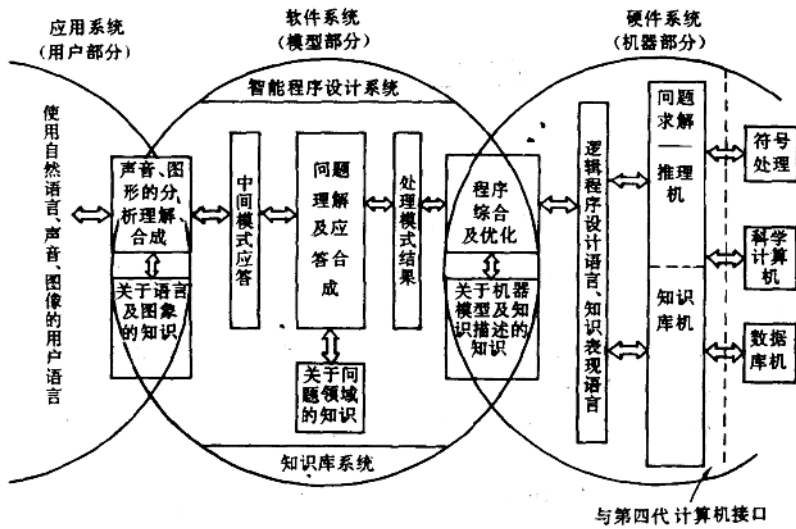 应用系统
（用户部分）
软件系统
（模型部分）
硬件系统
（机器部分）
智能程序设计系统
使用自然语言、声音、图像的用户语言
声音、图
形的分
析理解、
合成
关于语言
及图象
的知识
中间模式应答
问题
理解
及应
答合
成
关于问
题领域
的知识
处理模式结果
程序
综合
及优化
关于机器
模型及知
识描述的
知识
逻辑程序设计语言、知识表现语言
问题
求解
推理
机
知识
库机
符号
处理
科学
计算
机
数据
库机
知识库系统
与第四代计算机接口